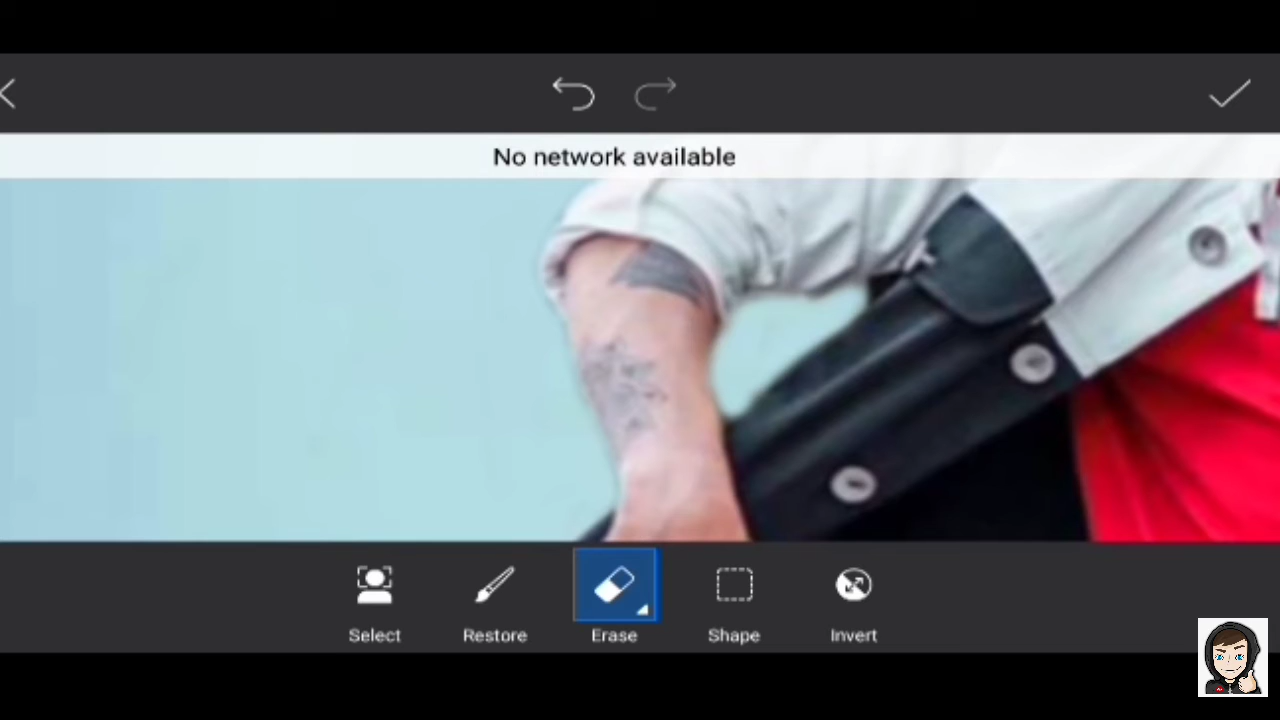 No network available
Select
Restore
Erase
Shape
Invert